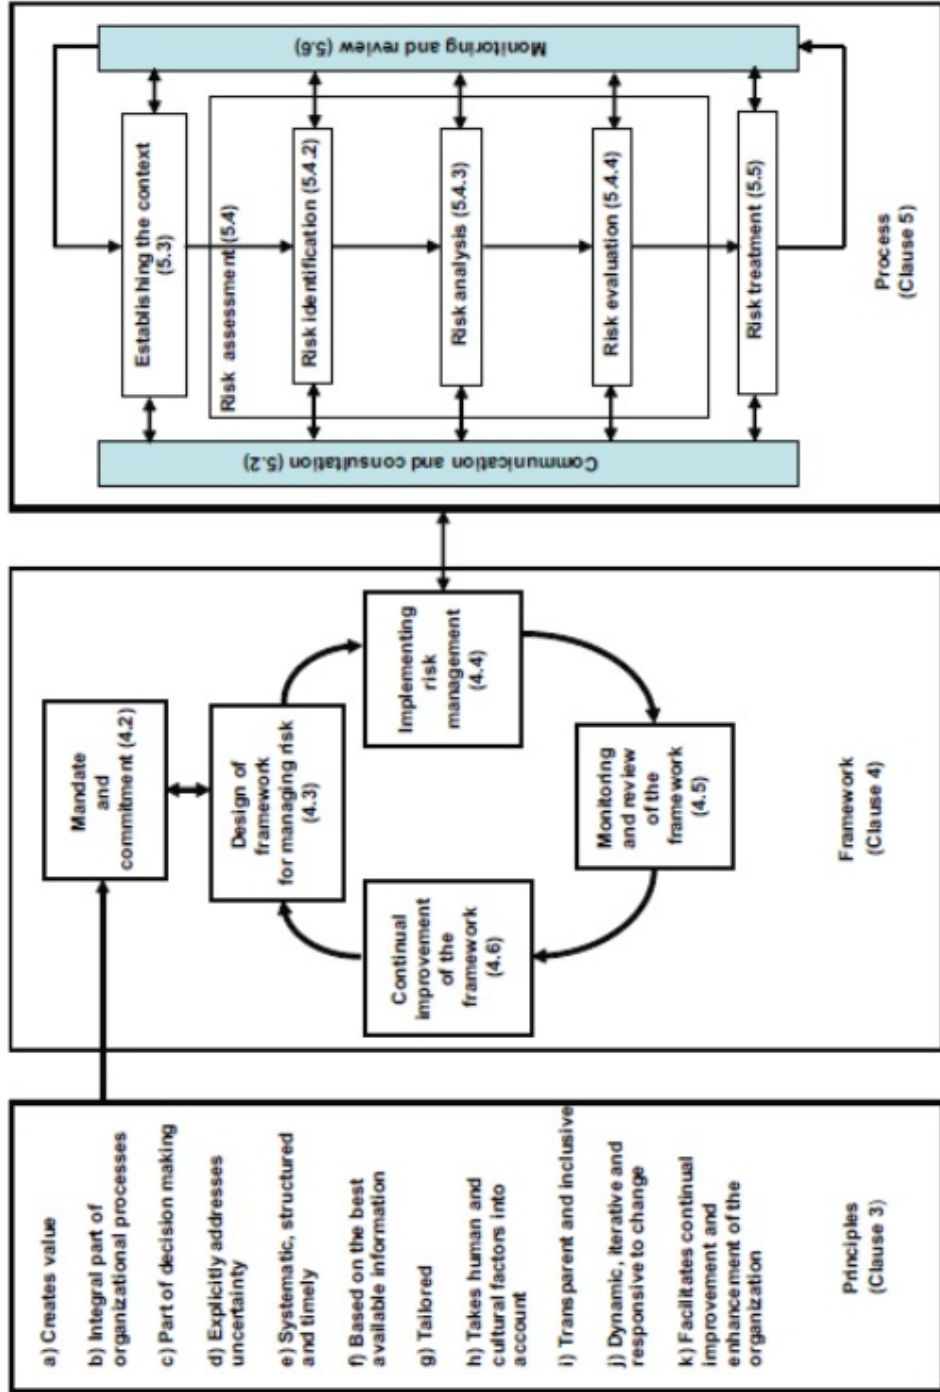 a) Creates value
b) Integral part of
organizational processes
c) Part of decision making
d) Explicitly addresses
uncertainty
e) Systematic, structured
and timely
f) Based on the best
available information
g) Tailored
h) Takes human and
cultural factors into
account
i) Transparent and inclusive
j) Dynamic, iterative and
responsive to change
k) Facilitates continual
improvement and
enhancement of the
organization
Principles
(Clause 3)
Mandate
and
commitment (4.2)
Design of
framework
for managing risk
(4.3)
Implementing
risk
management
(4.4)
Continual
improvement
of the
framework
(4.6)
Monitoring
and review
of the
framework
(4.5)
Framework
(Clause 4)
Communication and consultation (5.2)
Establishing the context
(5.3)
Risk assessment (5.4)
Risk identification (5.4.2)
Risk analysis (5.4.3)
Risk evaluation (5.4.4)
Risk treatment (5.5)
Monitoring and review (5.6)
Process
(Clause 5)